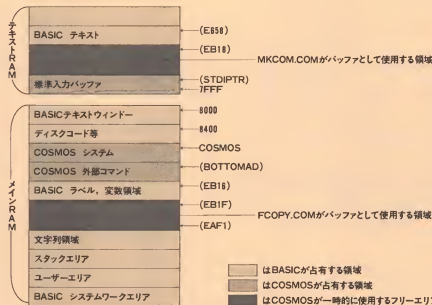 テキストRAM
BASIC テキスト
(E658)
(EB18)
MKCOM.COMがバッファとして使用する領域
標準入力バッファ
(STDIPTR)
7FFF
メインRAM
BASICテキストウィンドー
8000
ディスクコード等
8400
COSMOS システム
COSMOS
COSMOS 外部コマンド
(BOTTOMAD)
BASIC ラベル，変数領域
(EB16)
(EB1F)
FCOPY.COMがバッファとして使用する領域
(EAF1)
文字列領域
スタックエリア
ユーザーエリア
BASIC システムワークエリア
はBASICが占有する領域
はCOSMOSが占有する領域
はCOSMOSが一時的に使用するフリーエリア